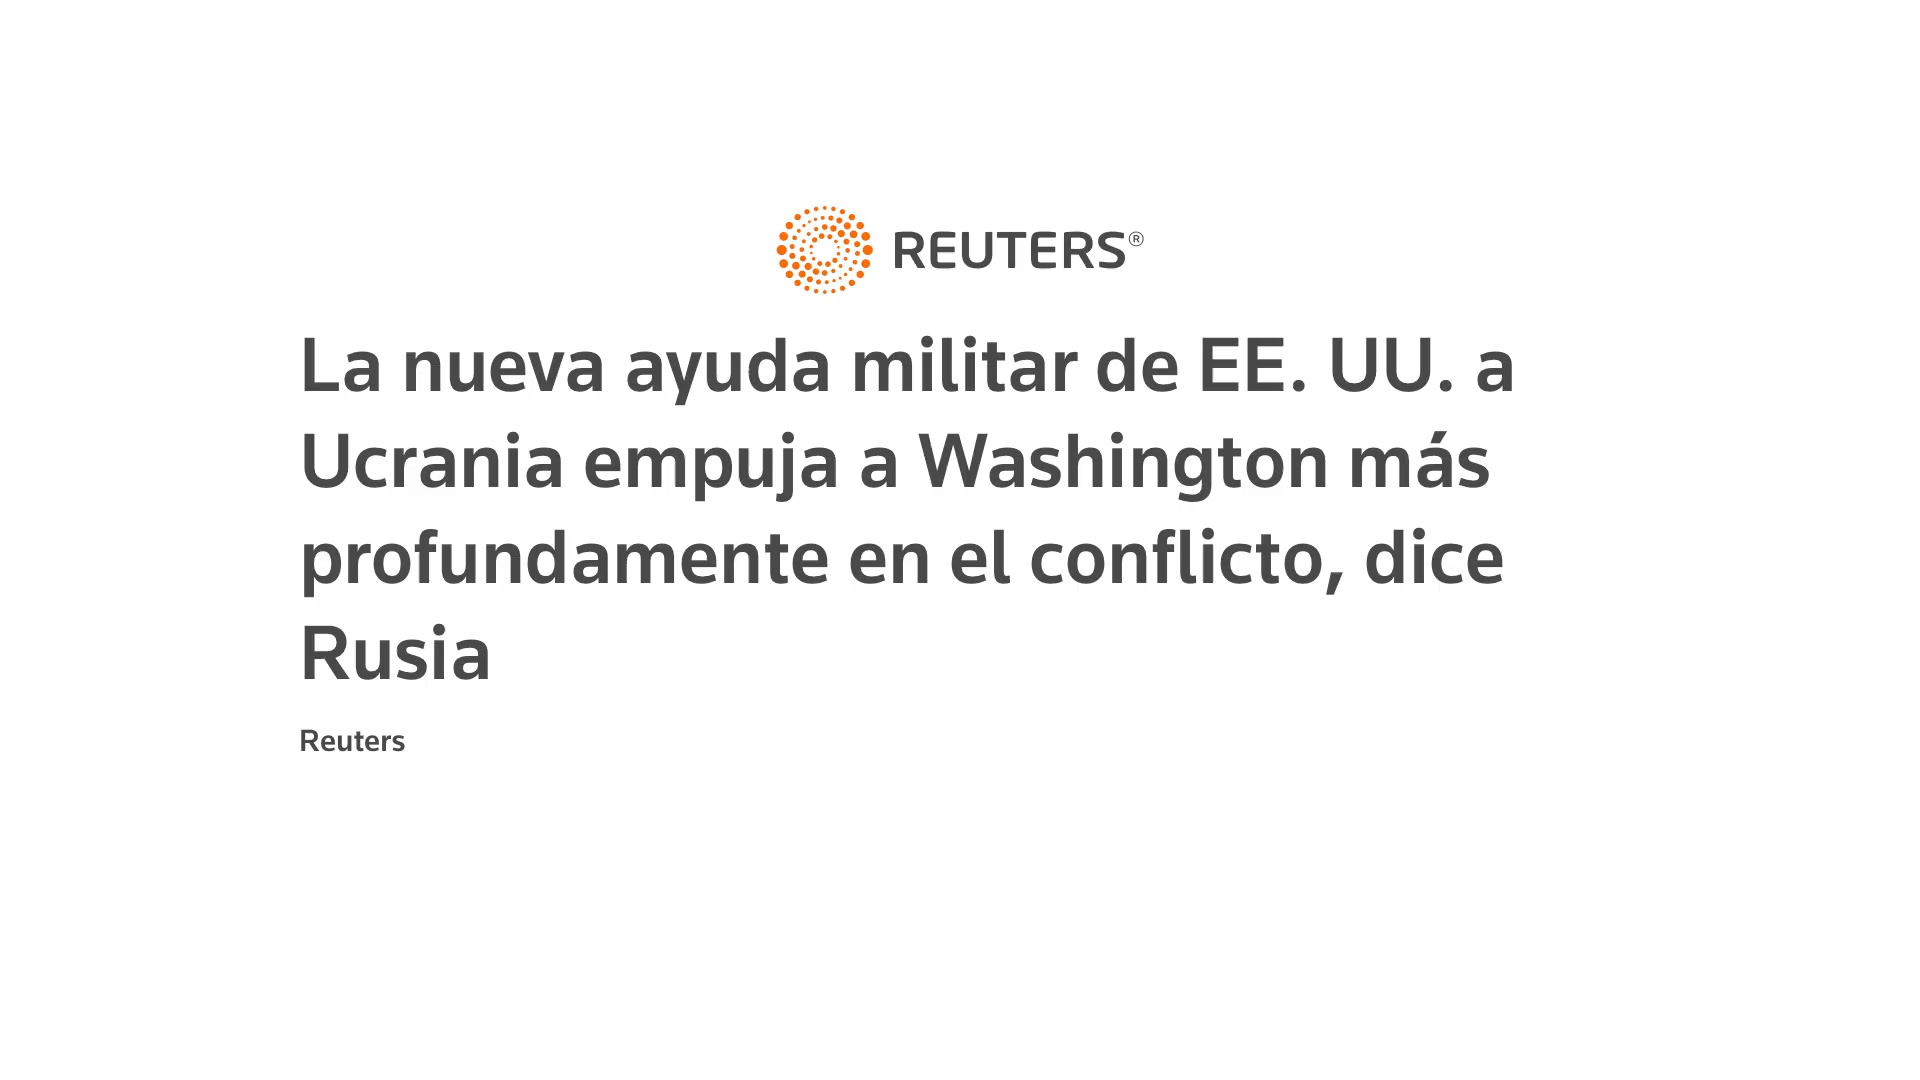 REUTERS®
La nueva ayuda militar de EE. UU. a
Ucrania empuja a Washington más
profundamente en el conflicto, dice
Rusia
Reuters